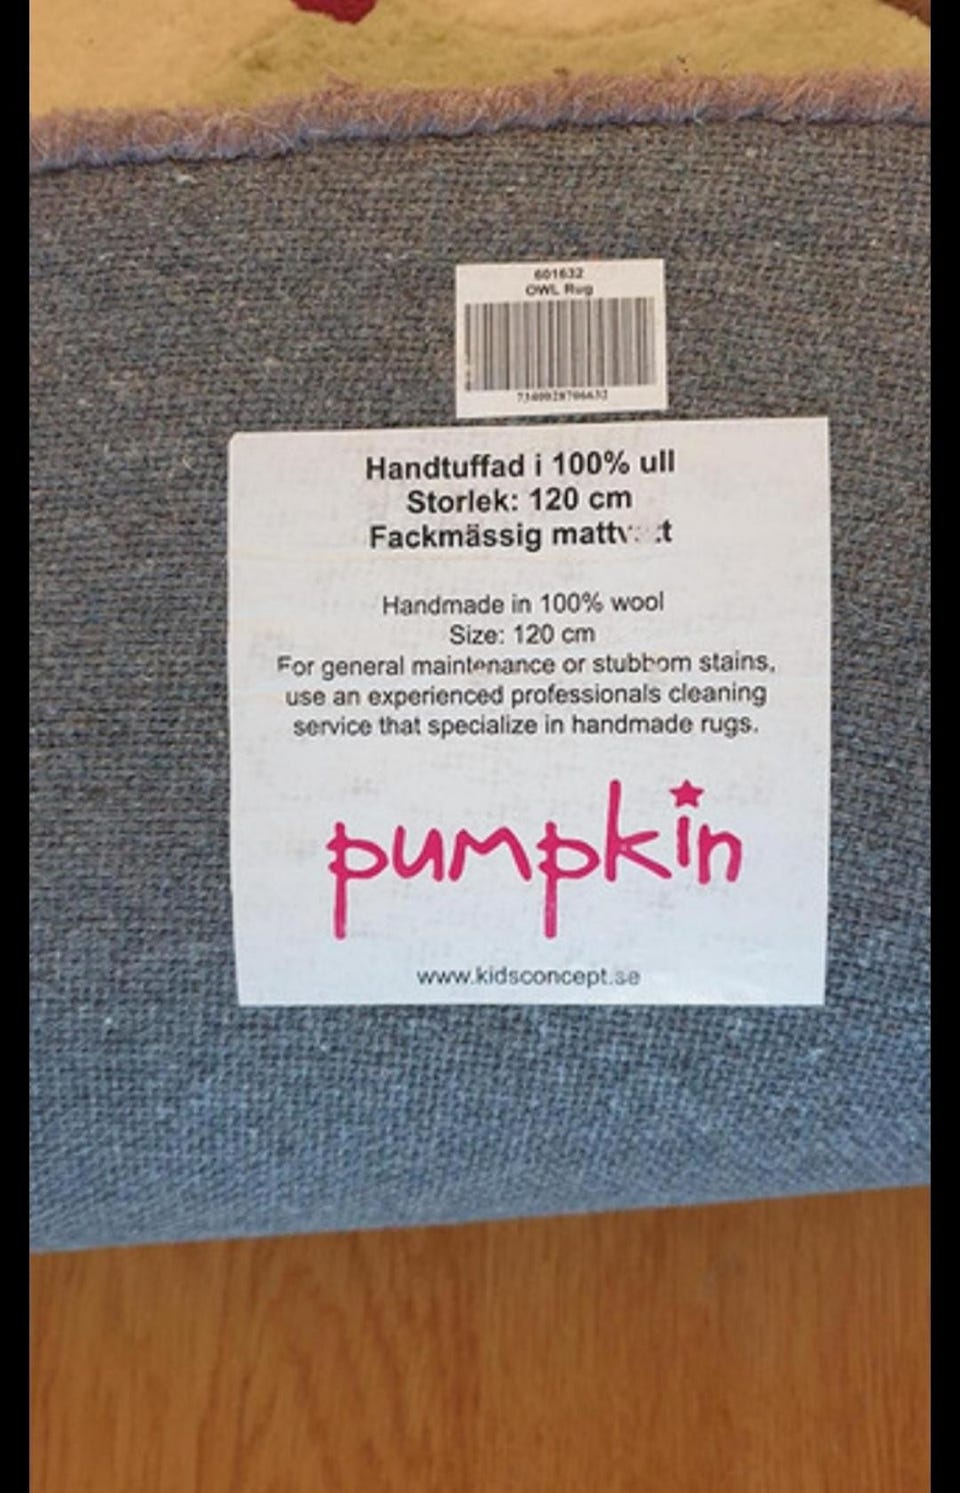 601632
OWL Rug
Handtuffad i 100% ull
Storlek: 120 cm
Fackmässig
Handmade in 100% wool
Size: 120 cm
For general maintenance or stubborn stains,
use an experienced professionals cleaning
service that specialize in handmade rugs.
pumpkin
www.kidsconcept.se